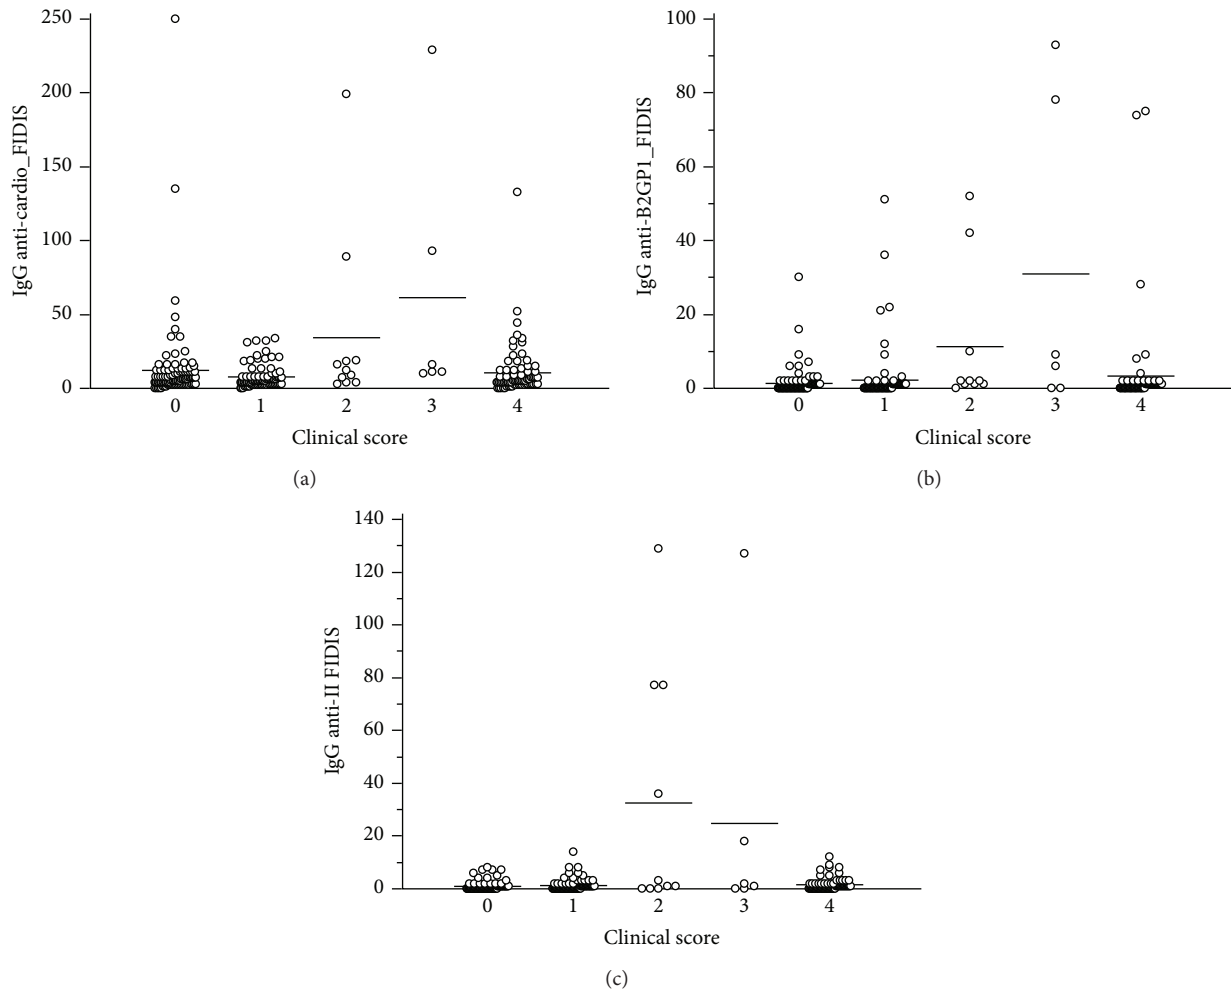 250
200
150
100
50
0
IgG anti-cardio_FIDIS
0 1 2 3 4
Clinical score
(a)
100
80
60
40
20
0
IgG anti-B2GP1_FIDIS
0 1 2 3 4
Clinical score
(b)
140
120
100
80
60
40
20
0
IgG anti-II FIDIS
0 1 2 3 4
Clinical score
(c)